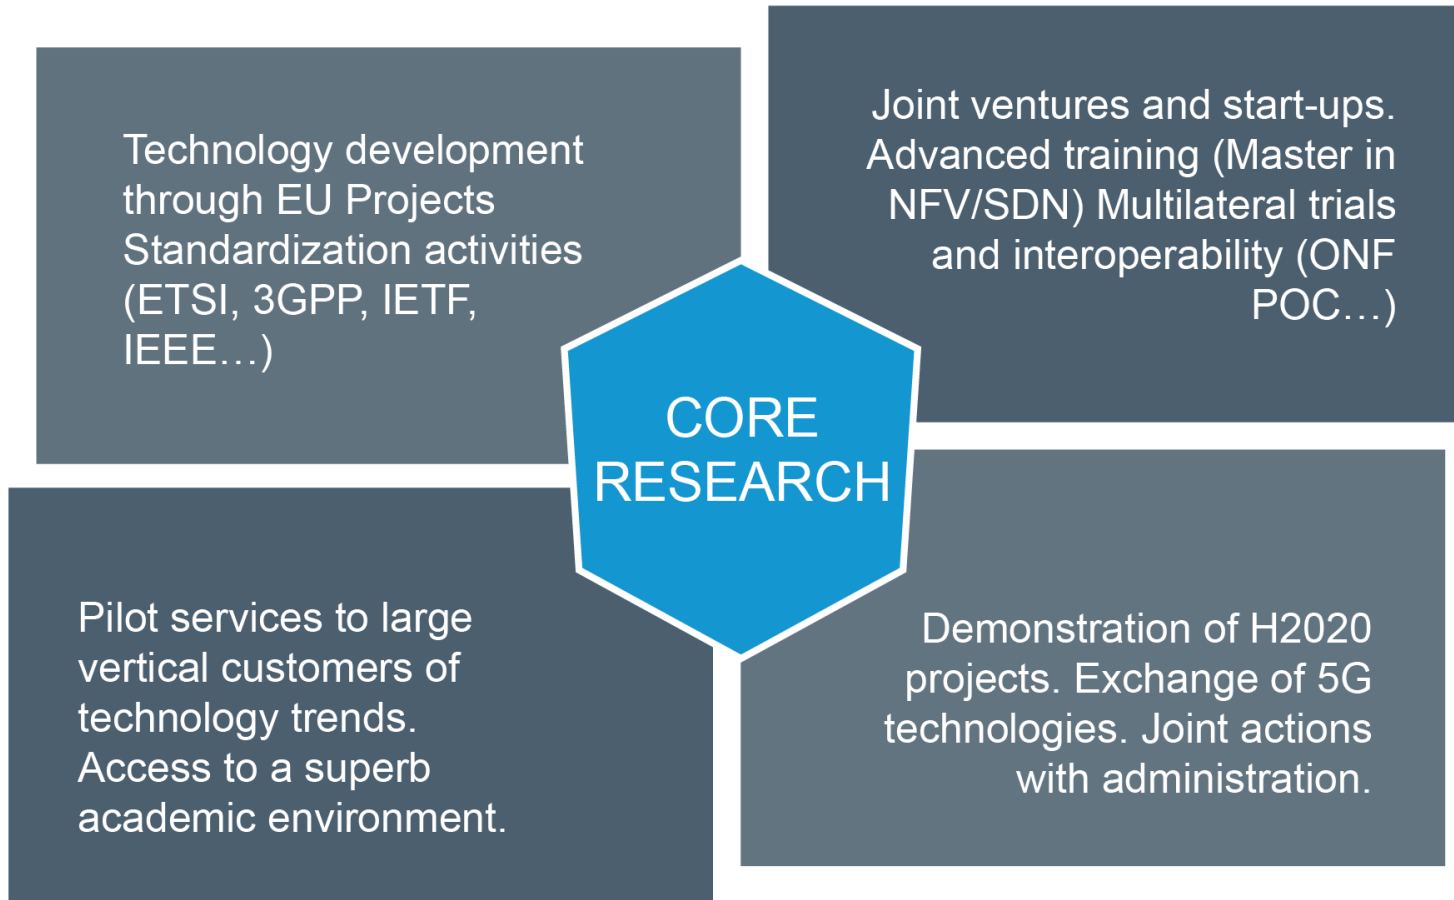 Technology development
through EU Projects
Standardization activities
(ETSI, 3GPP, IETF,
IEEE…)
Joint ventures and start-ups.
Advanced training (Master in
NFV/SDN) Multilateral trials
and interoperability (ONF
POC…)
CORE
RESEARCH
Pilot services to large
vertical customers of
technology trends.
Access to a superb
academic environment.
Demonstration of H2020
projects. Exchange of 5G
technologies. Joint actions
with administration.